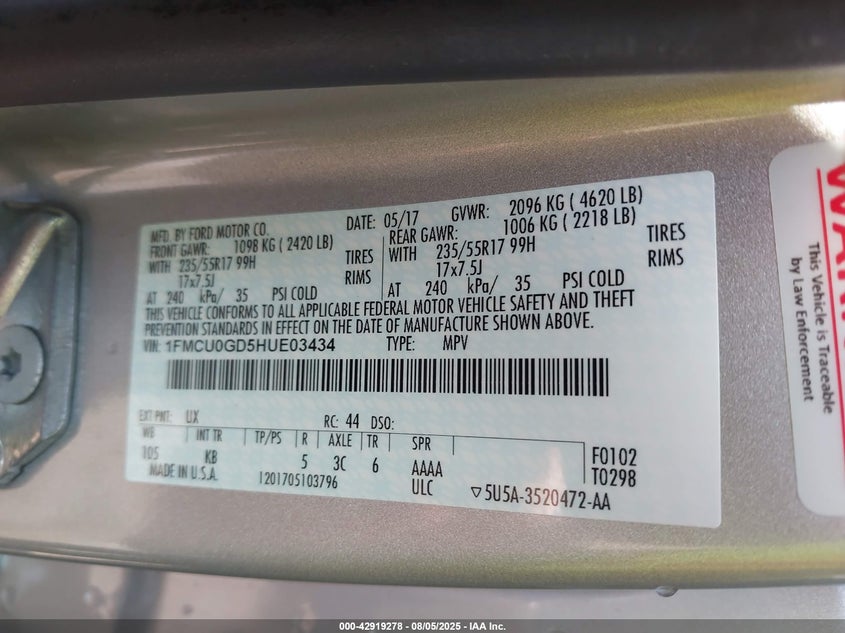 MFD. BY FORD MOTOR CO.
DATE: 05/17 GVWR: 2096 KG ( 4620 LB)
FRONT GAWR: 1098 KG ( 2420 LB)
REAR GAWR: 1006 KG ( 2218 LB)
WITH 235/55R17 99H TIRES
WITH 235/55R17 99H TIRES
17x7.5J RIMS
17x7.5J RIMS
AT 240 kPa/ 35 PSI COLD
AT 240 kPa/ 35 PSI COLD
THIS VEHICLE CONFORMS TO ALL APPLICABLE FEDERAL MOTOR VEHICLE SAFETY AND THEFT
PREVENTION STANDARDS IN EFFECT ON THE DATE OF MANUFACTURE SHOWN ABOVE.
VIN: 1FMCU0GD5HUE03434 TYPE: MPV
EXT PNT: UX RC: 44 DSO:
WB INT TR TP/PS R AXLE TR SPR
105 KB 5 3C 6 AAAA F0102
MADE IN U.S.A. 1201705103796 ULC T0298
▽5U5A-3520472-AA
This Vehicle is Traceable
by Law Enforcement
000-42919278 - 08/05/2025 - IAA Inc.